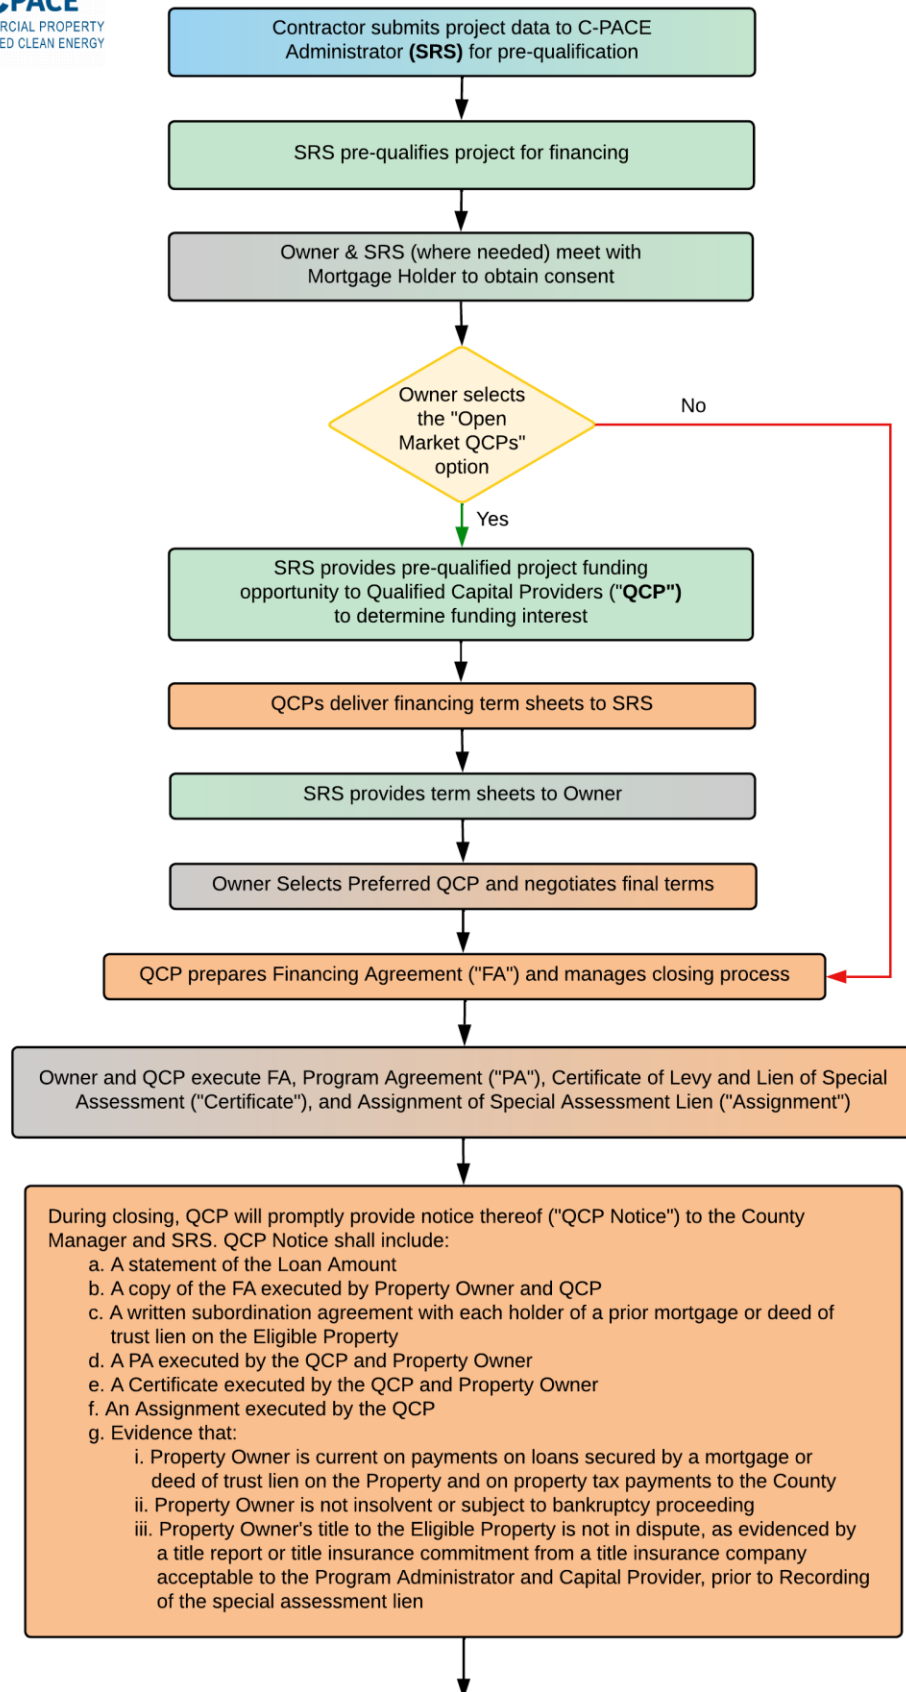 CPACE
RCIAL PROPERTY
ED CLEAN ENERGY
Contractor submits project data to C-PACE
Administrator (SRS) for pre-qualification
SRS pre-qualifies project for financing
Owner & SRS (where needed) meet with
Mortgage Holder to obtain consent
Owner selects
the "Open
Market QCPs"
option
No
Yes
SRS provides pre-qualified project funding
opportunity to Qualified Capital Providers ("QCP")
to determine funding interest
QCPs deliver financing term sheets to SRS
SRS provides term sheets to Owner
Owner Selects Preferred QCP and negotiates final terms
QCP prepares Financing Agreement ("FA") and manages closing process
Owner and QCP execute FA, Program Agreement ("PA"), Certificate of Levy and Lien of Special
Assessment ("Certificate"), and Assignment of Special Assessment Lien ("Assignment")
During closing, QCP will promptly provide notice thereof ("QCP Notice") to the County
Manager and SRS. QCP Notice shall include:
a. A statement of the Loan Amount
b. A copy of the FA executed by Property Owner and QCP
c. A written subordination agreement with each holder of a prior mortgage or deed of
trust lien on the Eligible Property
d. A PA executed by the QCP and Property Owner
e. A Certificate executed by the QCP and Property Owner
f. An Assignment executed by the QCP
g. Evidence that:
i. Property Owner is current on payments on loans secured by a mortgage or
deed of trust lien on the Property and on property tax payments to the County
ii. Property Owner is not insolvent or subject to bankruptcy proceeding
iii. Property Owner's title to the Eligible Property is not in dispute, as evidenced by
a title report or title insurance commitment from a title insurance company
acceptable to the Program Administrator and Capital Provider, prior to Recording
of the special assessment lien